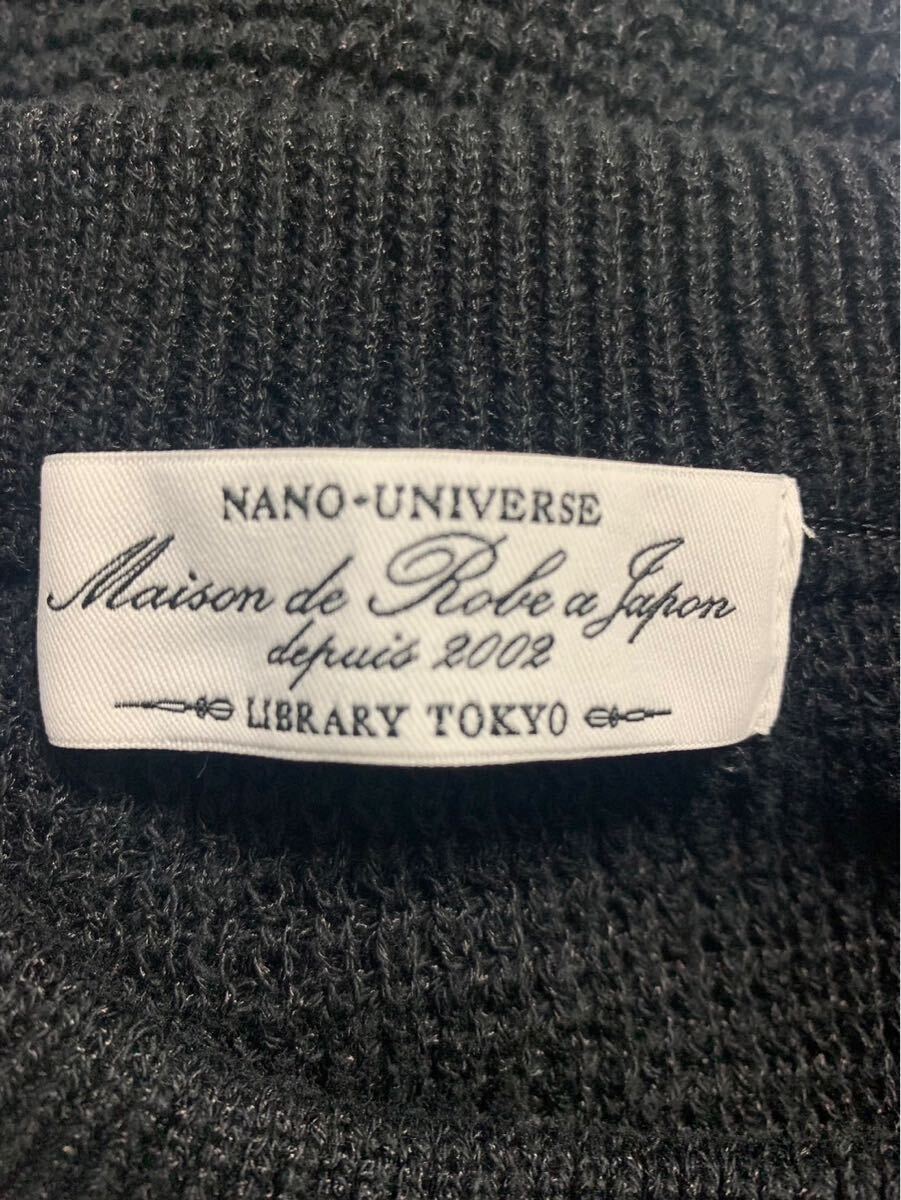 NANO-UNIVERSE
Maison de Robe a Japon
depuis 2002
LIBRARY TOKYO